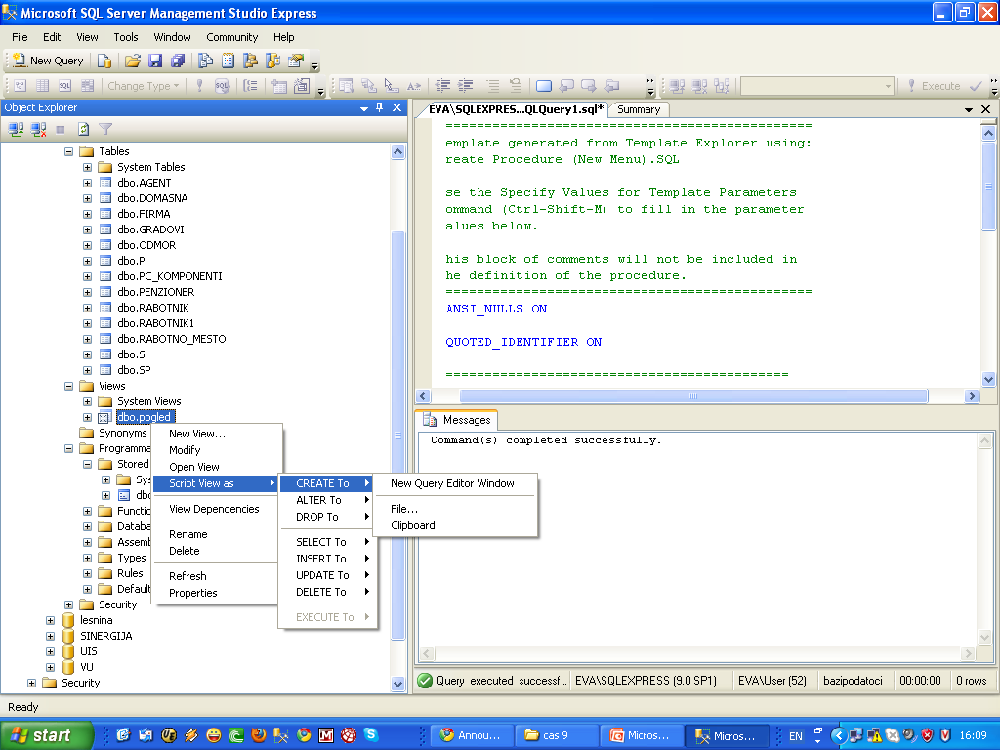 Microsoft SQL Server Management Studio Express
File Edit View Tools Window Community Help
New Query
Change Type
Execute
Object Explorer
Tables
System Tables
dbo.AGENT
dbo.DOMASNA
dbo.FIRMA
dbo.GRADOVI
dbo.ODMOR
dbo.P
dbo.PC_KOMPONENTI
dbo.PENZIONER
dbo.RABOTNIK
dbo.RABOTNIK1
dbo.RABOTNO_MESTO
dbo.S
dbo.SP
Views
System Views
dbo.pogled
Synonyms
Programma
Stored
Sys
dbo
Functio
Databa
Assemb
Types
Rules
Default
Security
lesnina
SINERGIJA
UIS
VU
Security
New View...
Modify
Open View
Script View as
View Dependencies
Rename
Delete
Refresh
Properties
CREATE To
ALTER To
DROP To
SELECT To
INSERT To
UPDATE To
DELETE To
EXECUTE To
New Query Editor Window
File...
Clipboard
EVA\SQLEXPRES...QLQuery1.sql* Summary
===============================================
emplate generated from Template Explorer using:
reate Procedure (New Menu).SQL
se the Specify Values for Template Parameters
ommand (Ctrl-Shift-M) to fill in the parameter
alues below.
his block of comments will not be included in
he definition of the procedure.
===============================================
ANSI_NULLS ON
QUOTED_IDENTIFIER ON
============================================
Messages
Command(s) completed successfully.
Query executed successf... EVA\SQLEXPRESS (9.0 SP1) EVA\User (52) bazipodatoci 00:00:00 0 rows
Ready
start Annou... cas 9 Micros... Micros... EN 16:09